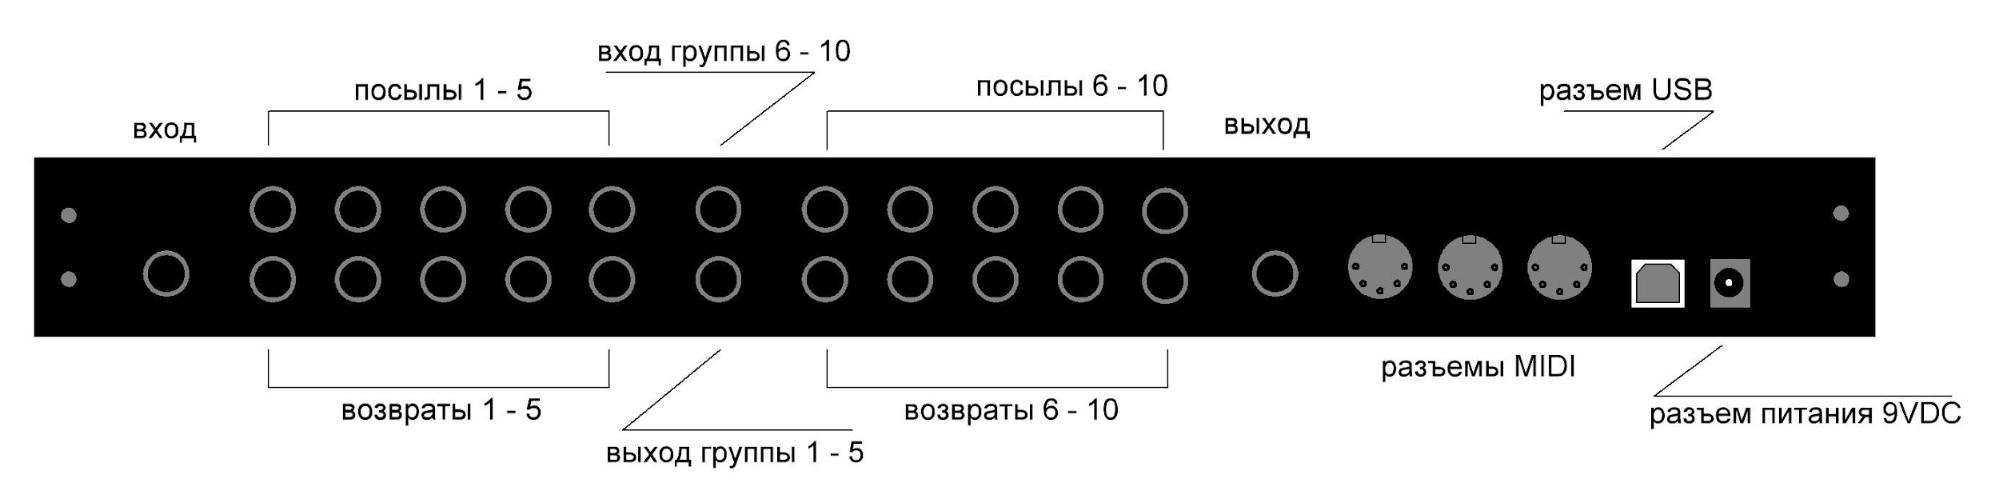 вход группы 6 - 10
посылы 1 - 5
посылы 6 - 10
разъем USB
вход
выход
разъемы MIDI
возвраты 1 - 5
возвраты 6 - 10
разъем питания 9VDC
выход группы 1 - 5